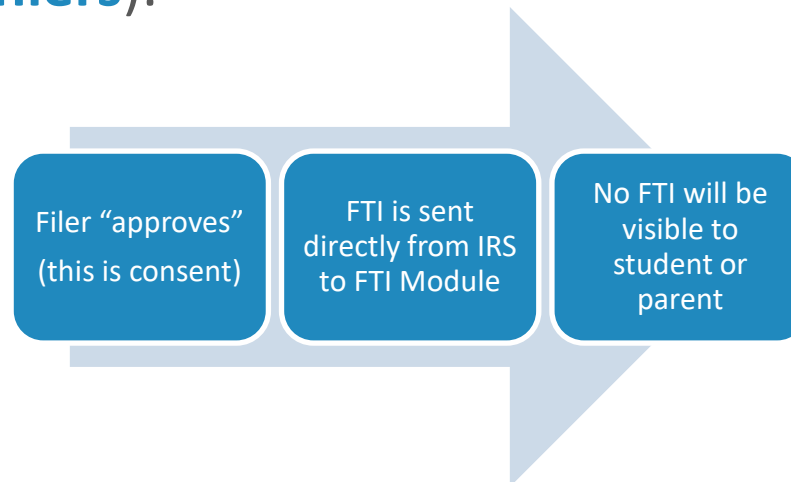 Filer “approves”
(this is consent)
FTI is sent
directly from IRS
to FTI Module
No FTI will be
visible to
student or
parent